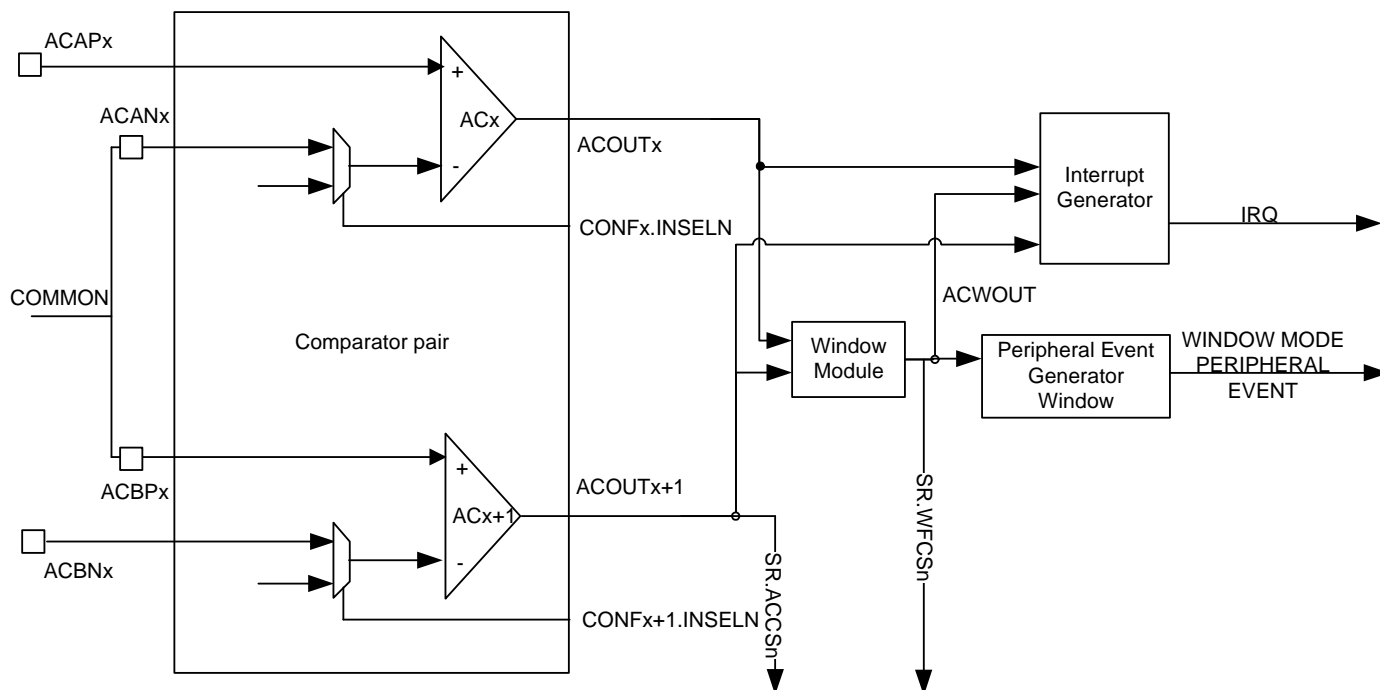 ACAPx
ACANx
COMMON
ACBPx
ACBNx
+
ACx
-
CONFx.INSELN
Comparator pair
+
ACx+1
-
CONFx+1.INSELN
ACOUTx
ACOUTx+1
SR.ACCSn
Window
Module
ACWOUT
SR.WFCSn
Interrupt
Generator
IRQ
Peripheral Event
Generator
Window
WINDOW MODE
PERIPHERAL
EVENT